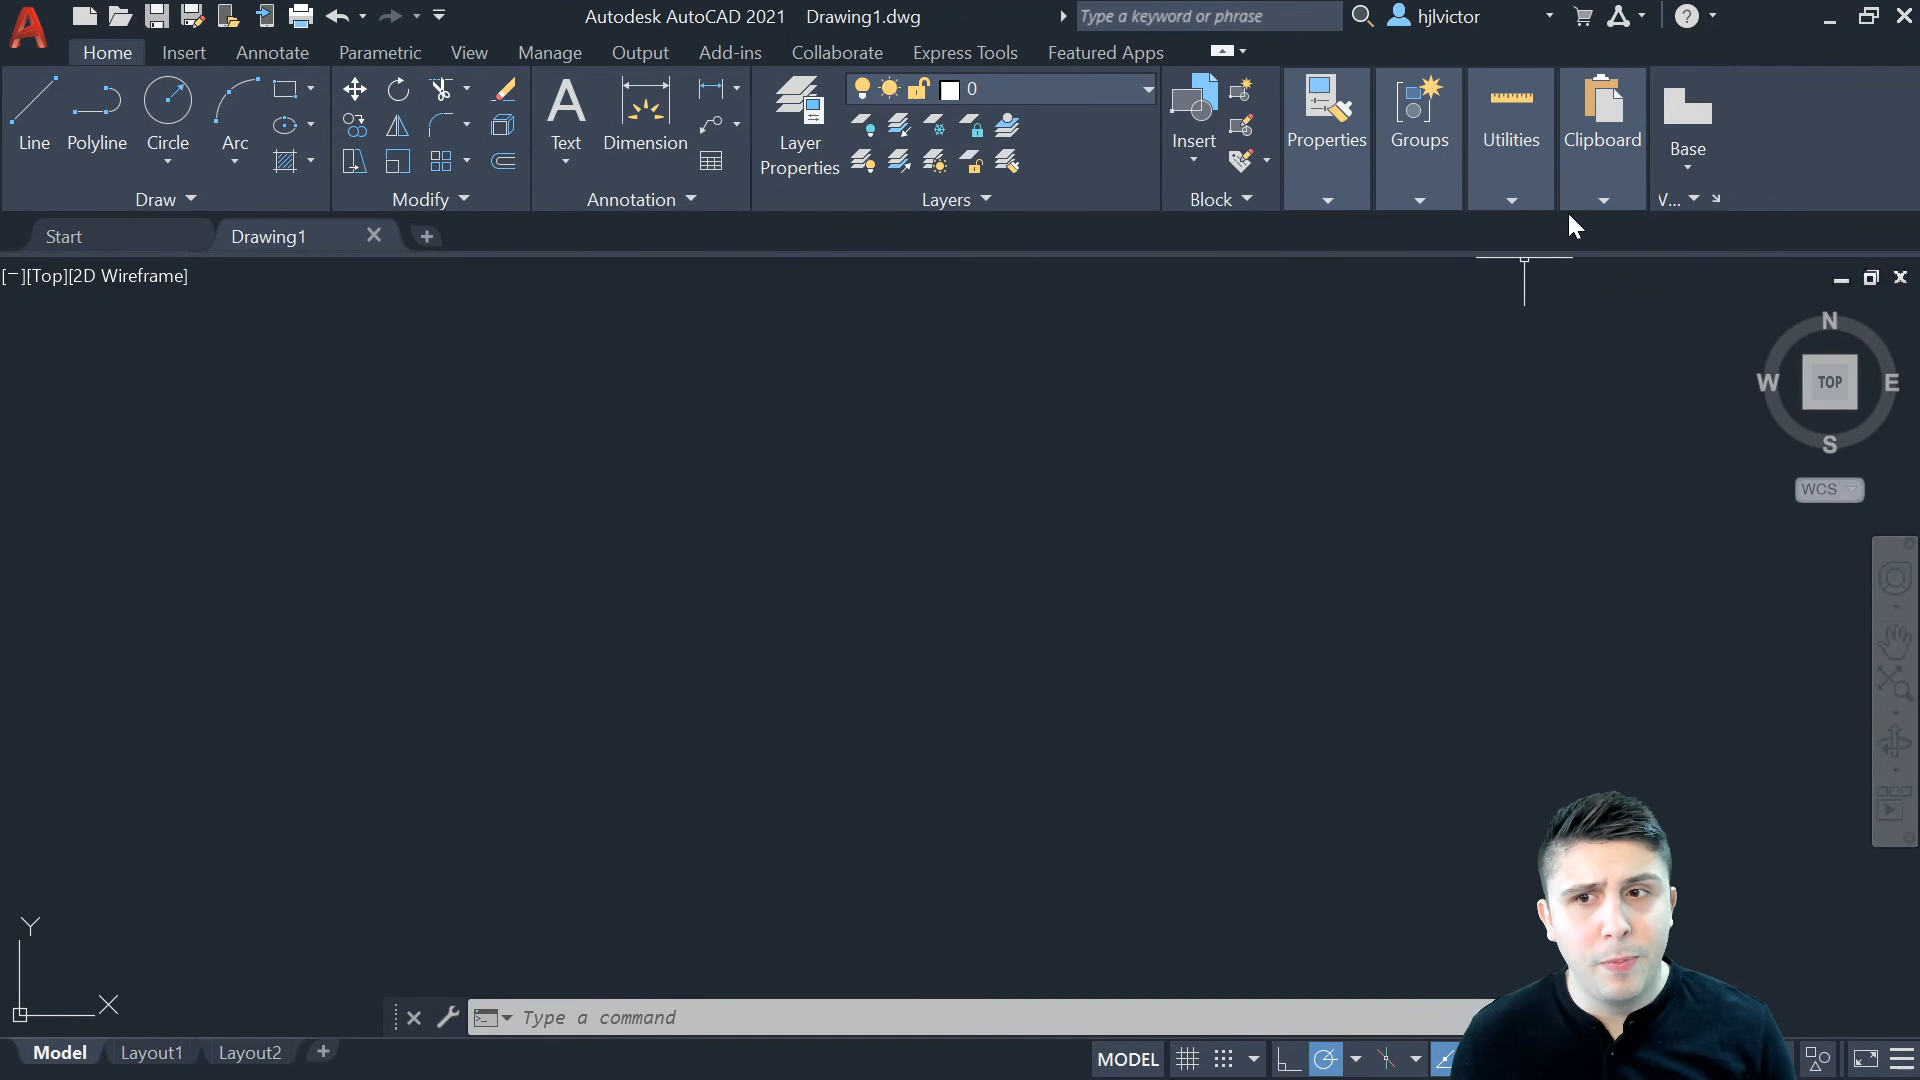 Autodesk AutoCAD 2021 Drawing1.dwg
Type a keyword or phrase
hjlvictor
Home Insert Annotate Parametric View Manage Output Add-ins Collaborate Express Tools Featured Apps
Line Polyline Circle Arc
Text Dimension
Layer Properties
0
Insert
Properties Groups Utilities Clipboard Base
Draw Modify Annotation Layers Block V...
Start Drawing1
[−][Top][2D Wireframe]
N
W TOP E
S
WCS
Y
X
Type a command
Model Layout1 Layout2
MODEL